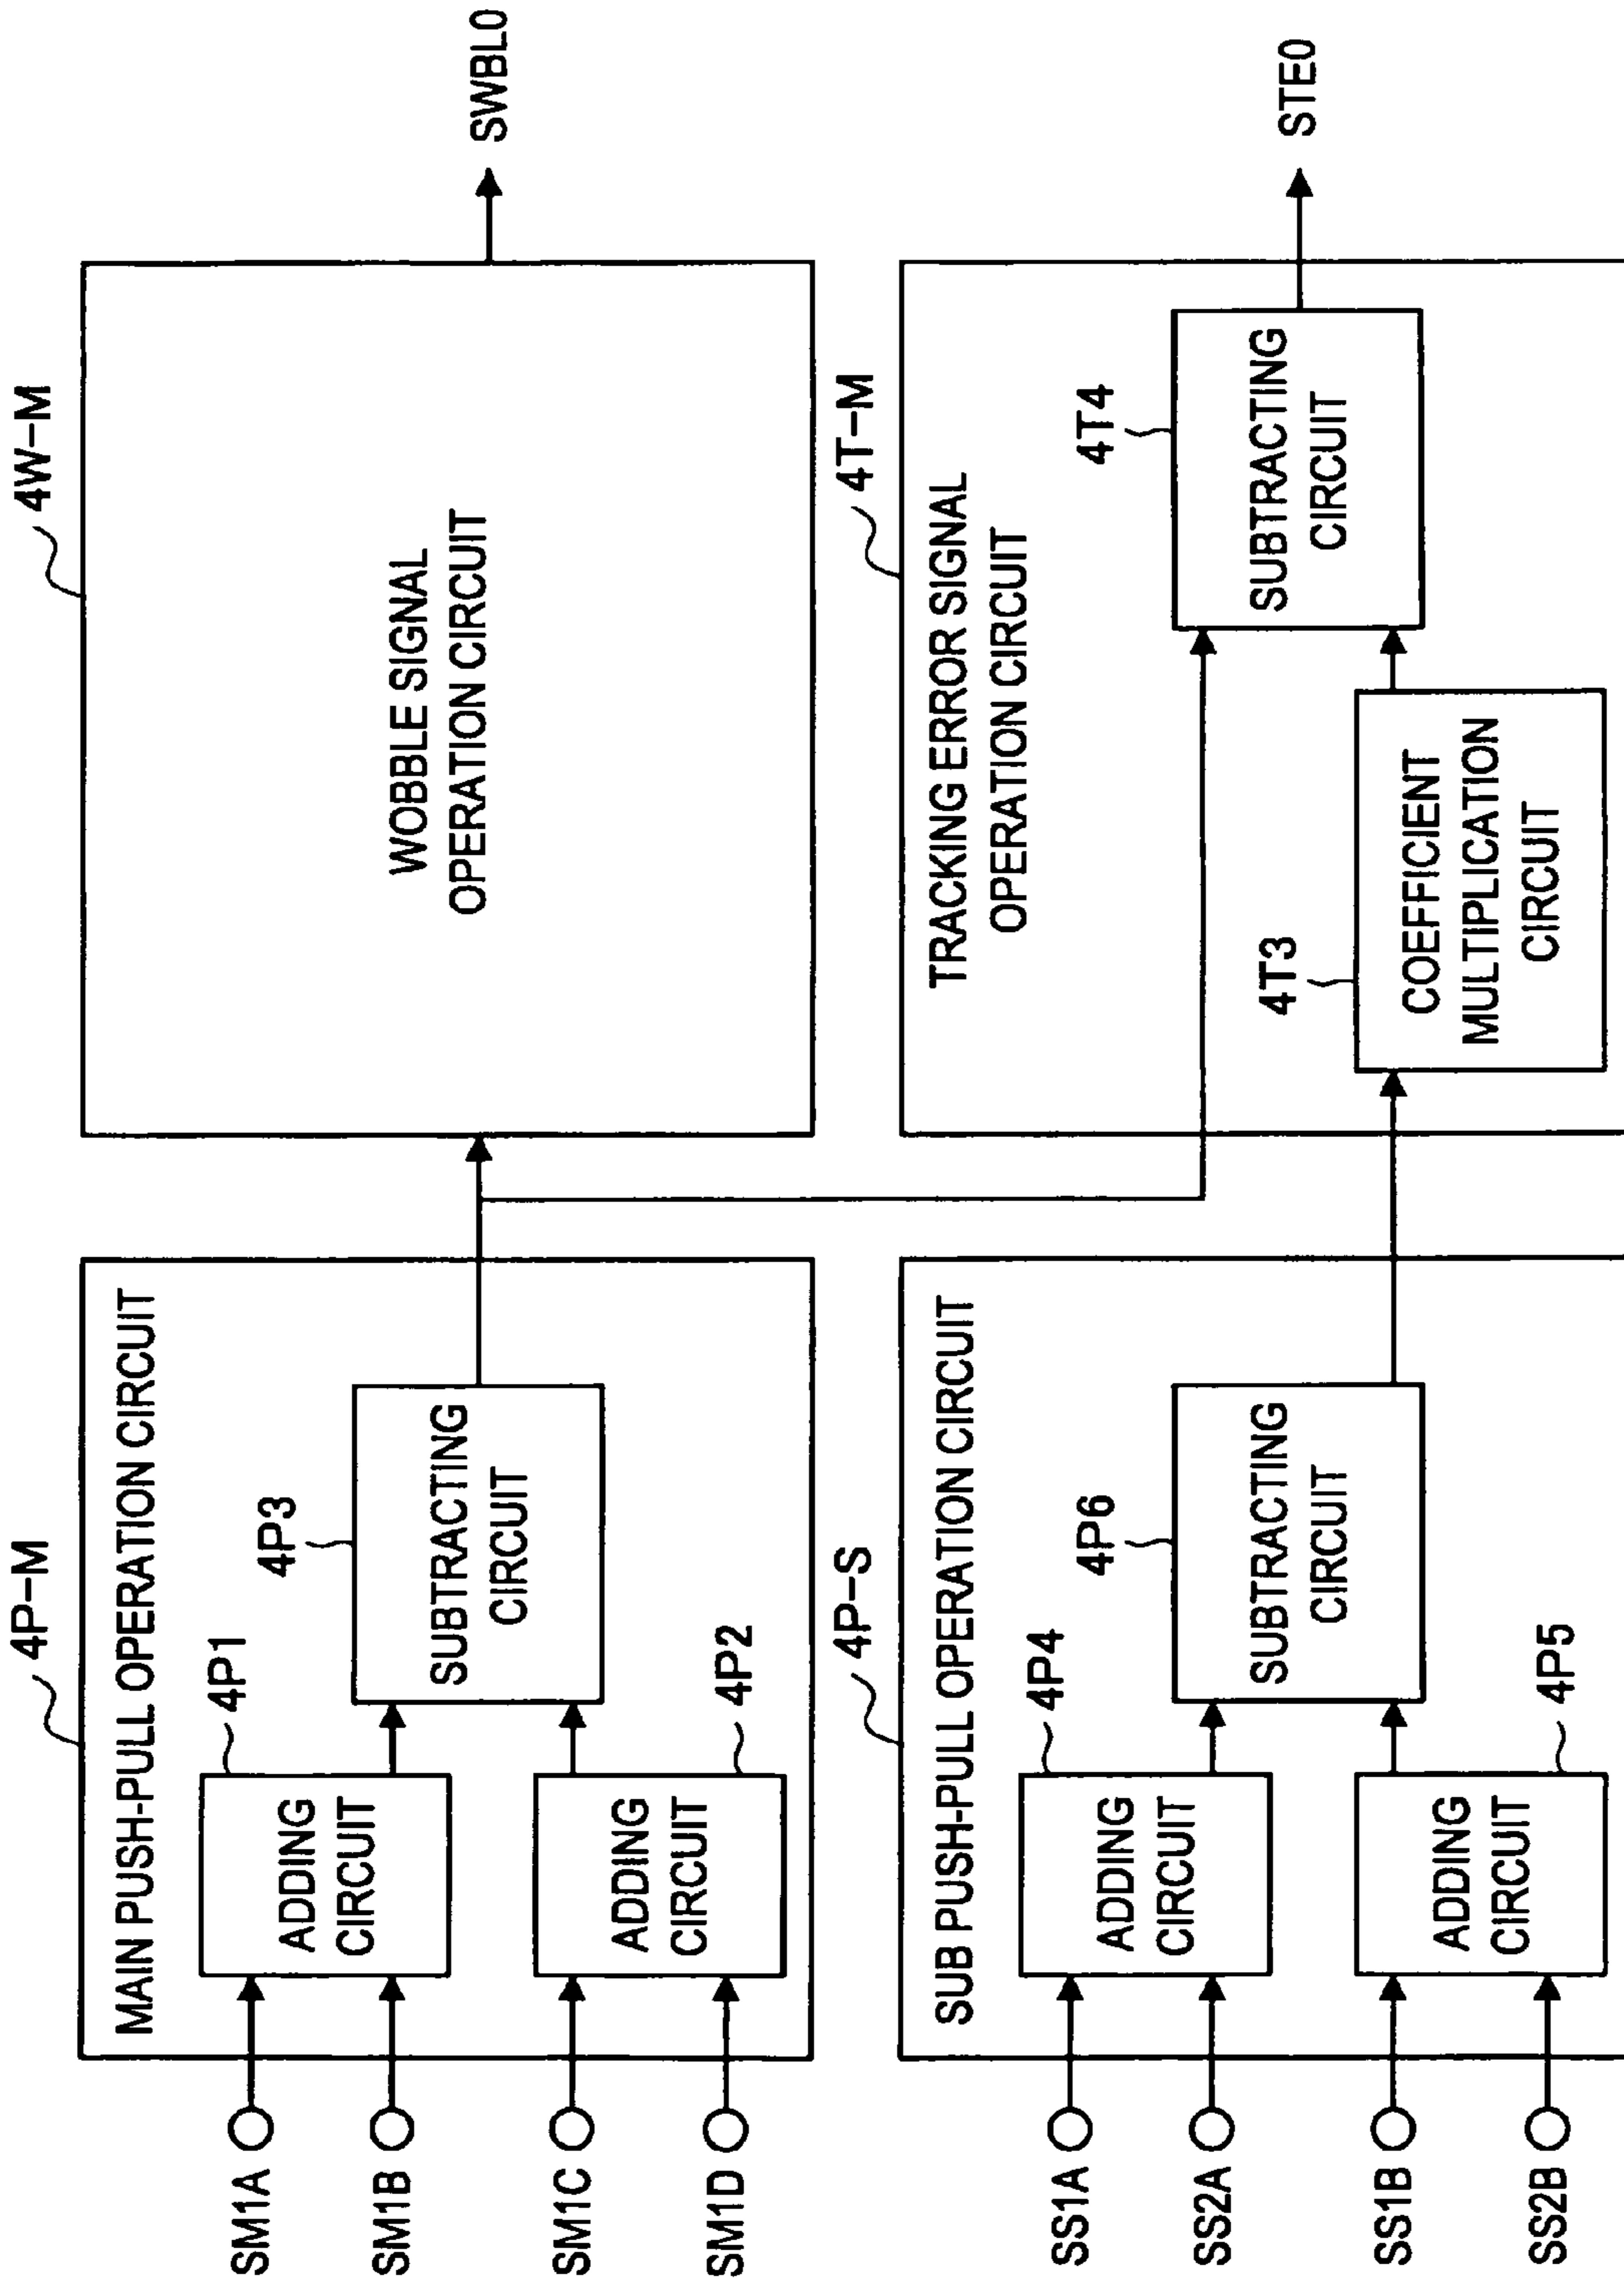 4P-M
MAIN PUSH-PULL OPERATION CIRCUIT
SM1A
SM1B
SM1C
SM1D
4P1
ADDING
CIRCUIT
ADDING
CIRCUIT
4P2
4P3
SUBTRACTING
CIRCUIT
4W-M
WOBBLE SIGNAL
OPERATION CIRCUIT
SWBL0
4P-S
SUB PUSH-PULL OPERATION CIRCUIT
SS1A
SS2A
SS1B
SS2B
4P4
ADDING
CIRCUIT
ADDING
CIRCUIT
4P5
4P6
SUBTRACTING
CIRCUIT
4T-M
TRACKING ERROR SIGNAL
OPERATION CIRCUIT
4T3
COEFFICIENT
MULTIPLICATION
CIRCUIT
4T4
SUBTRACTING
CIRCUIT
STE0